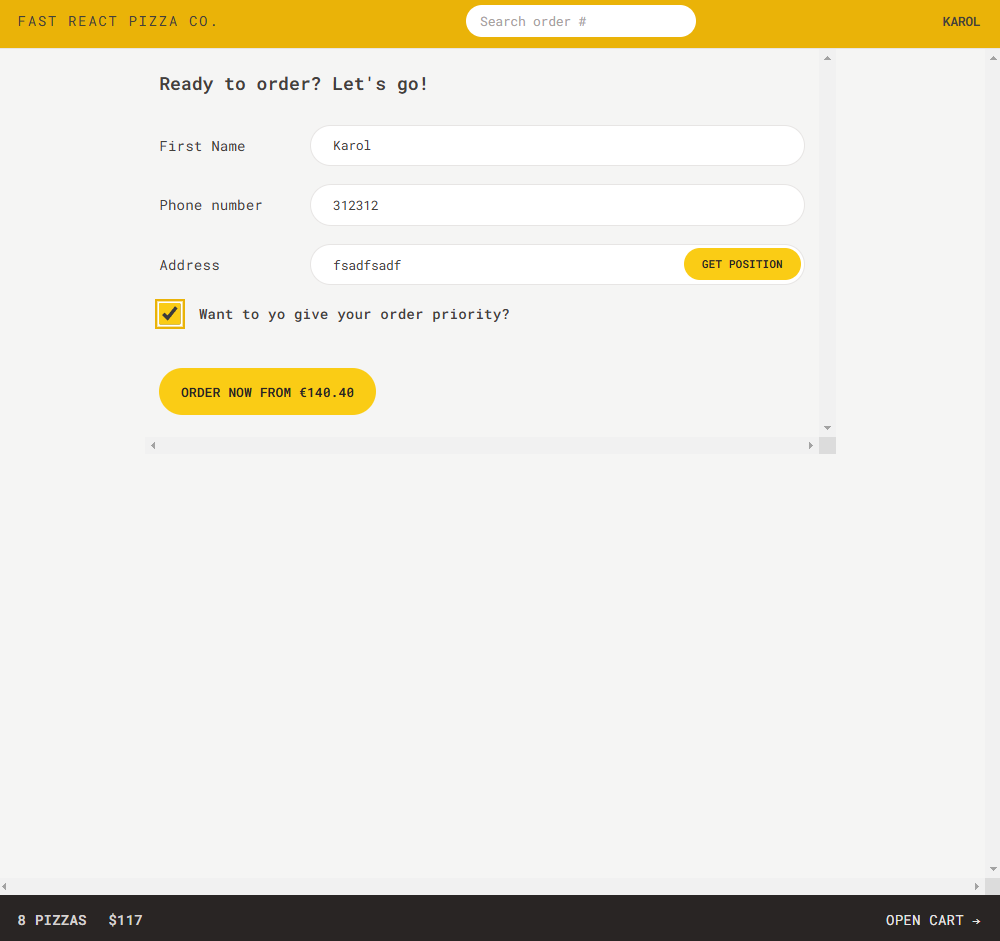 FAST REACT PIZZA CO.
Search order #
KAROL
Ready to order? Let's go!
First Name
Karol
Phone number
312312
Address
fsadfsadf
GET POSITION
Want to yo give your order priority?
ORDER NOW FROM €140.40
8 PIZZAS $117
OPEN CART →